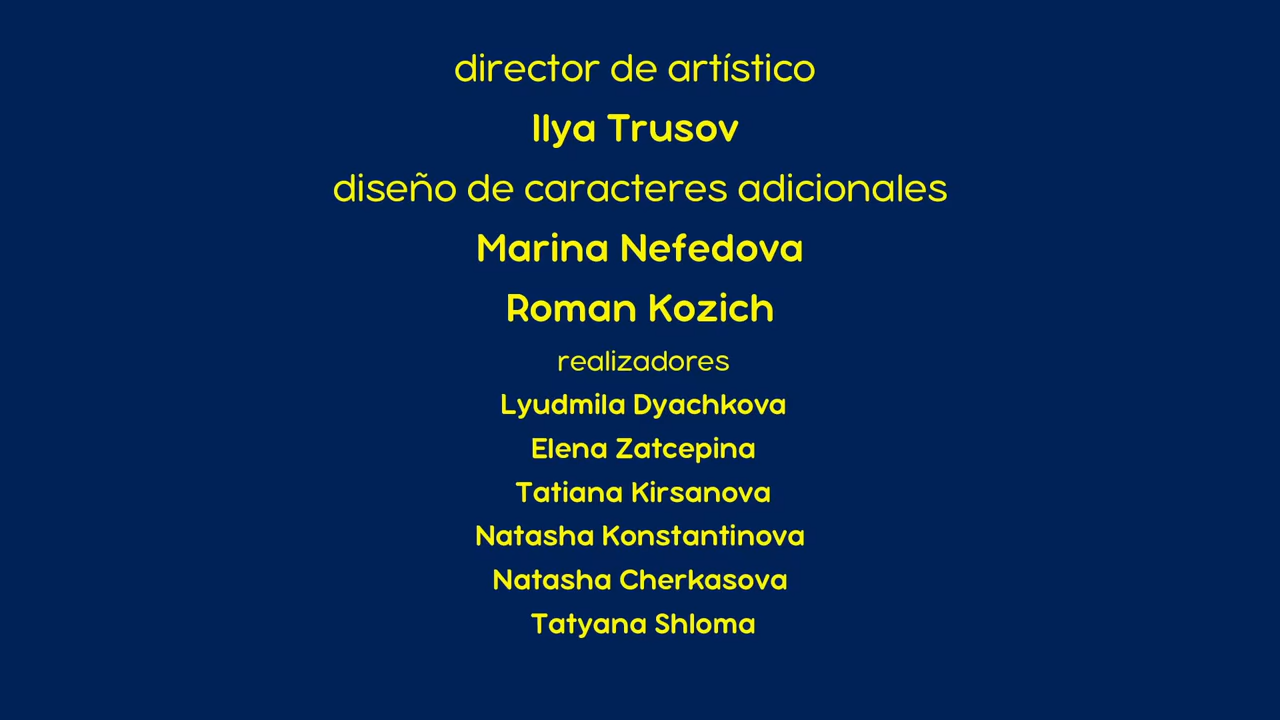 director de artístico
Ilya Trusov
diseño de caracteres adicionales
Marina Nefedova
Roman Kozich
realizadores
Lyudmila Dyachkova
Elena Zatcepina
Tatiana Kirsanova
Natasha Konstantinova
Natasha Cherkasova
Tatyana Shloma